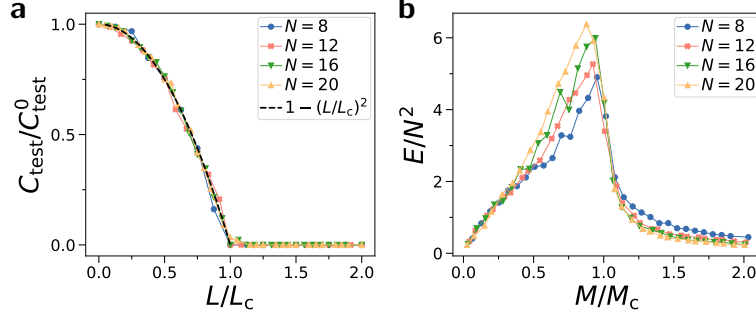 a
C_test/C^0_test
1.0
0.5
0.0
0.0 0.5 1.0 1.5 2.0
L/L_c
N = 8
N = 12
N = 16
N = 20
1 − (L/L_c)^2
b
E/N^2
6
4
2
0
0.0 0.5 1.0 1.5 2.0
M/M_c
N = 8
N = 12
N = 16
N = 20